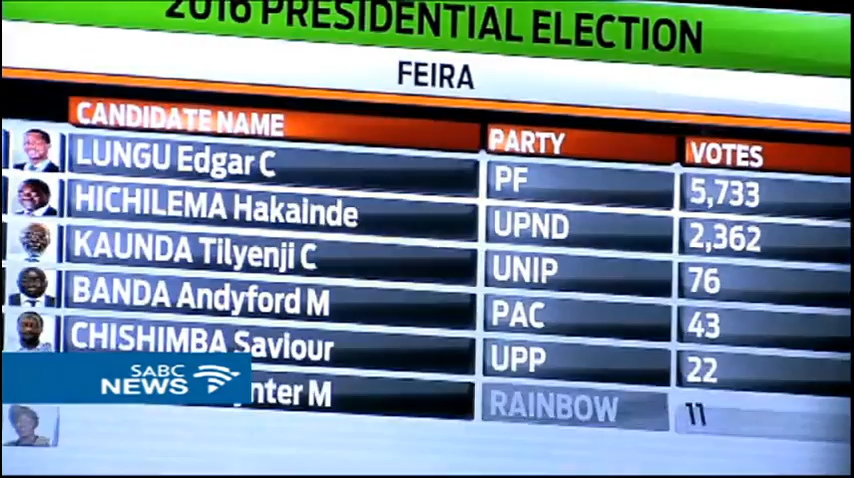 2016 PRESIDENTIAL ELECTION
FEIRA
CANDIDATE NAME PARTY VOTES
LUNGU Edgar C PF 5,733
HICHILEMA Hakainde UPND 2,362
KAUNDA Tilyenji C UNIP 76
BANDA Andyford M PAC 43
CHISHIMBA Saviour UPP 22
nter M RAINBOW 11
SABC
NEWS